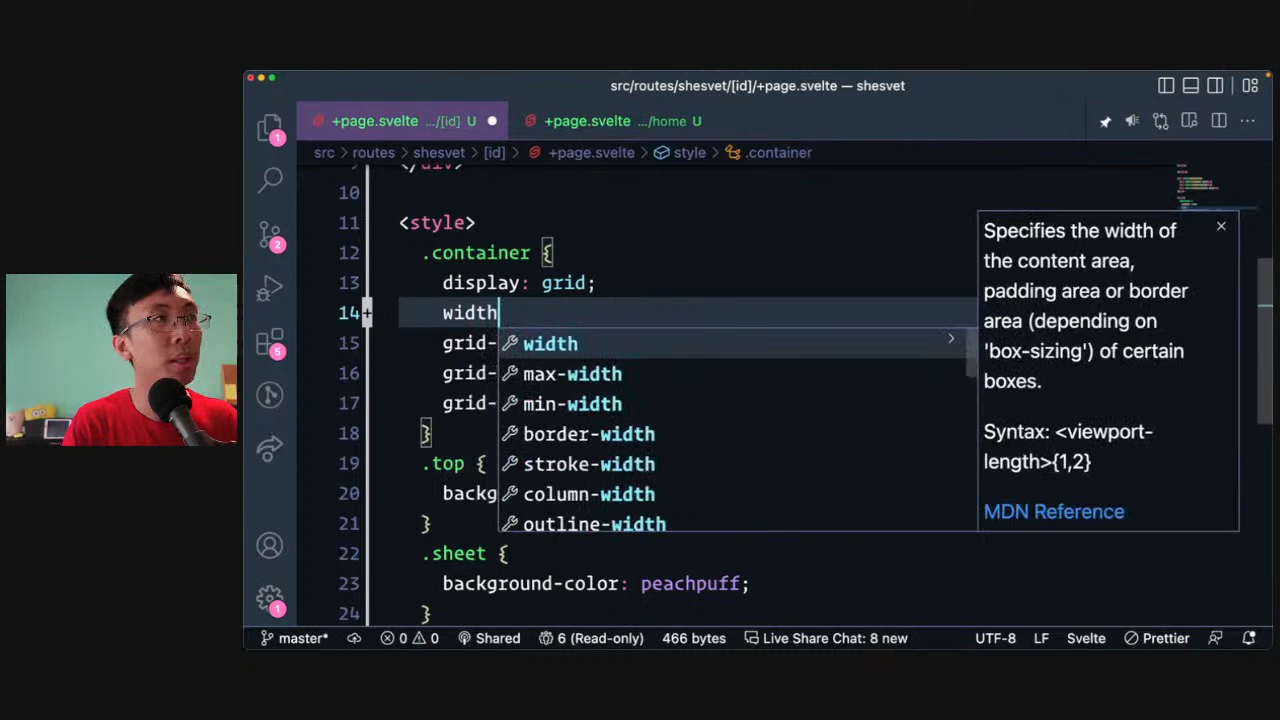 src/routes/shesvet/[id]/+page.svelte — shesvet
+page.svelte .../[id] U
+page.svelte .../home U
src > routes > shesvet > [id] > +page.svelte > style > .container
10
11 <style>
12 .container {
13 display: grid;
14 width
15 grid-
16 grid-
17 grid-
18 }
19 .top {
20 backg
21 }
22 .sheet {
23 background-color: peachpuff;
24 }
width
max-width
min-width
border-width
stroke-width
column-width
outline-width
Specifies the width of
the content area,
padding area or border
area (depending on
'box-sizing') of certain
boxes.
Syntax: <viewport-
length>{1,2}
MDN Reference
1
2
5
1
master* 0 0 Shared 6 (Read-only) 466 bytes Live Share Chat: 8 new UTF-8 LF Svelte Prettier